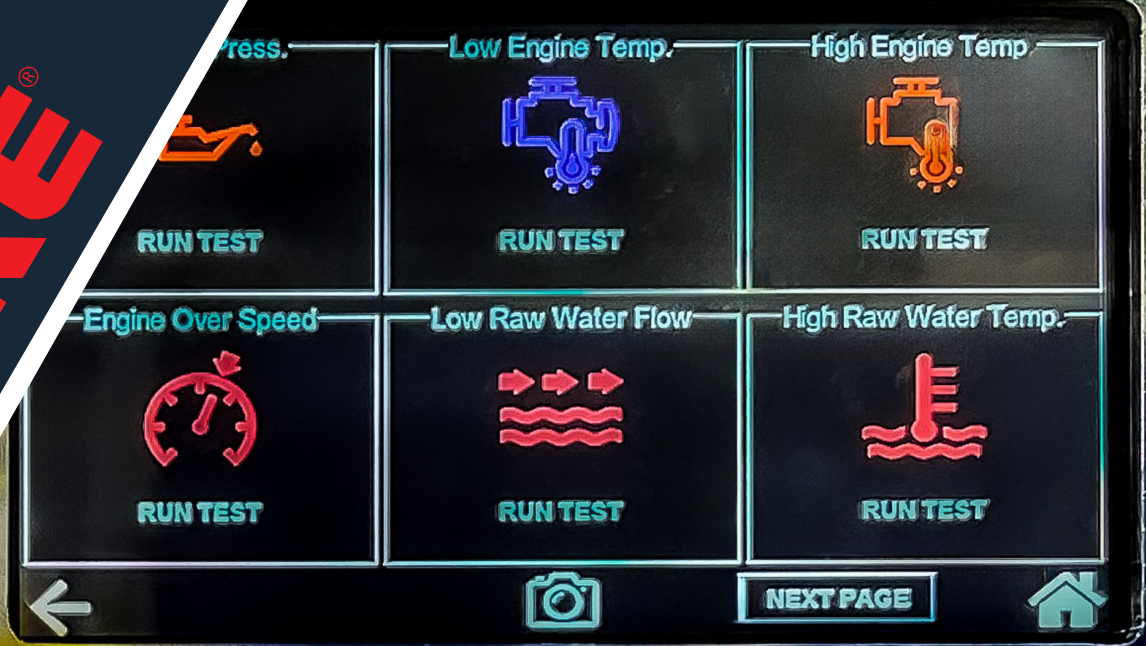 Press.
Low Engine Temp.
High Engine Temp
RUN TEST
RUN TEST
RUN TEST
Engine Over Speed
Low Raw Water Flow
High Raw Water Temp.
RUN TEST
RUN TEST
RUN TEST
NEXT PAGE